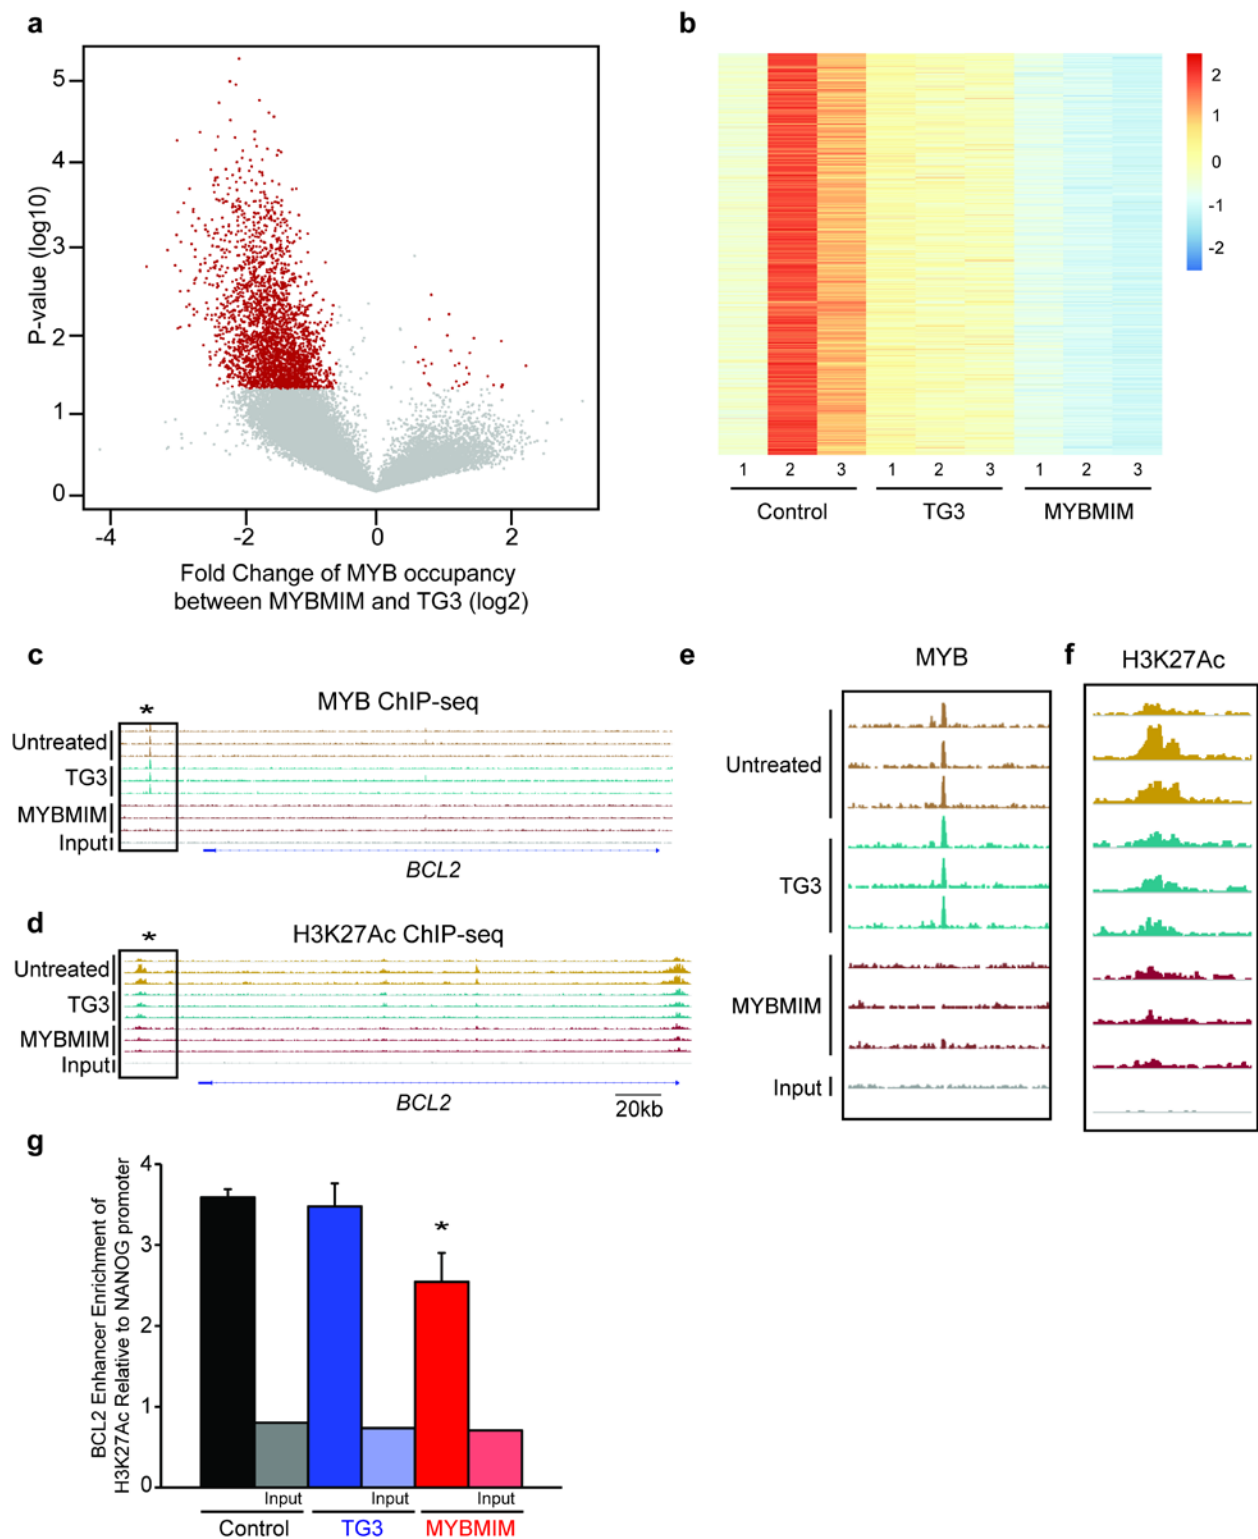 a
5
4
3
2
1
0
P-value (log10)
-4
-2
0
2
Fold Change of MYB occupancy
between MYBMIM and TG3 (log2)
b
2
1
0
-1
-2
1 2 3 1 2 3 1 2 3
Control TG3 MYBMIM
c
MYB ChIP-seq
*
Untreated
TG3
MYBMIM
Input
BCL2
d
H3K27Ac ChIP-seq
*
Untreated
TG3
MYBMIM
Input
BCL2
20kb
e
MYB
Untreated
TG3
MYBMIM
Input
f
H3K27Ac
g
BCL2 Enhancer Enrichment of
H3K27Ac Relative to NANOG promoter
4
3
2
1
0
*
Input Input Input
Control TG3 MYBMIM